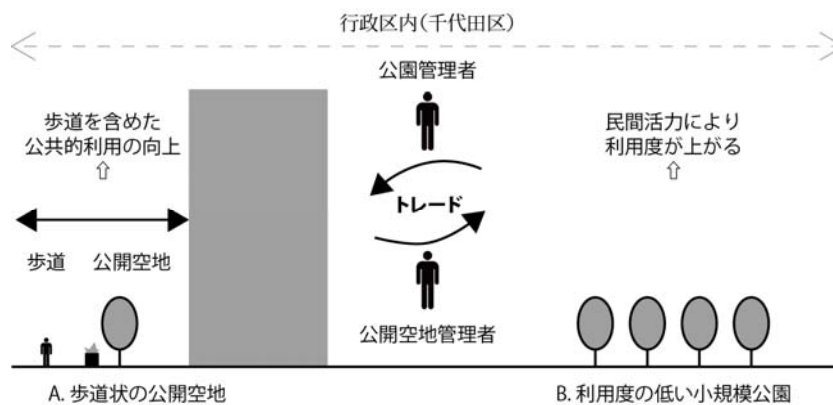 行政区内(千代田区)
公園管理者
歩道を含めた
公共的利用の向上
民間活力により
利用度が上がる
トレード
歩道 公開空地
公開空地管理者
A. 歩道状の公開空地
B. 利用度の低い小規模公園